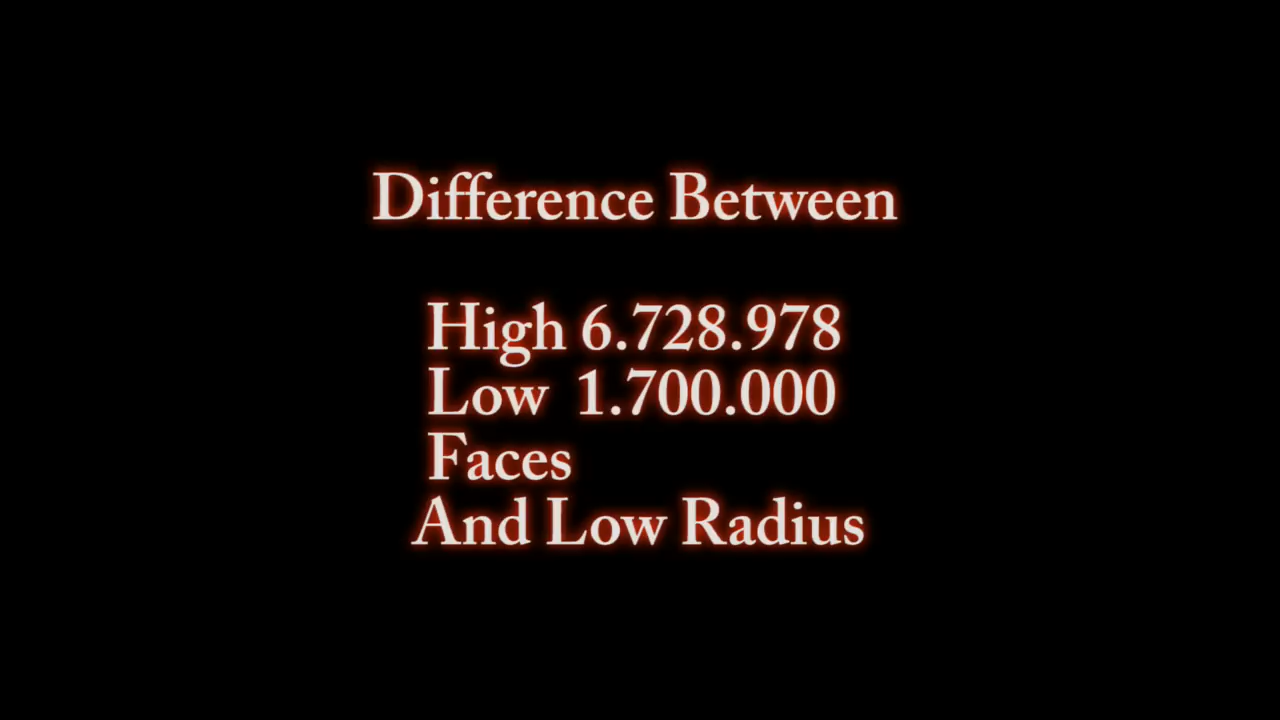 Difference Between
High 6.728.978
Low 1.700.000
Faces
And Low Radius